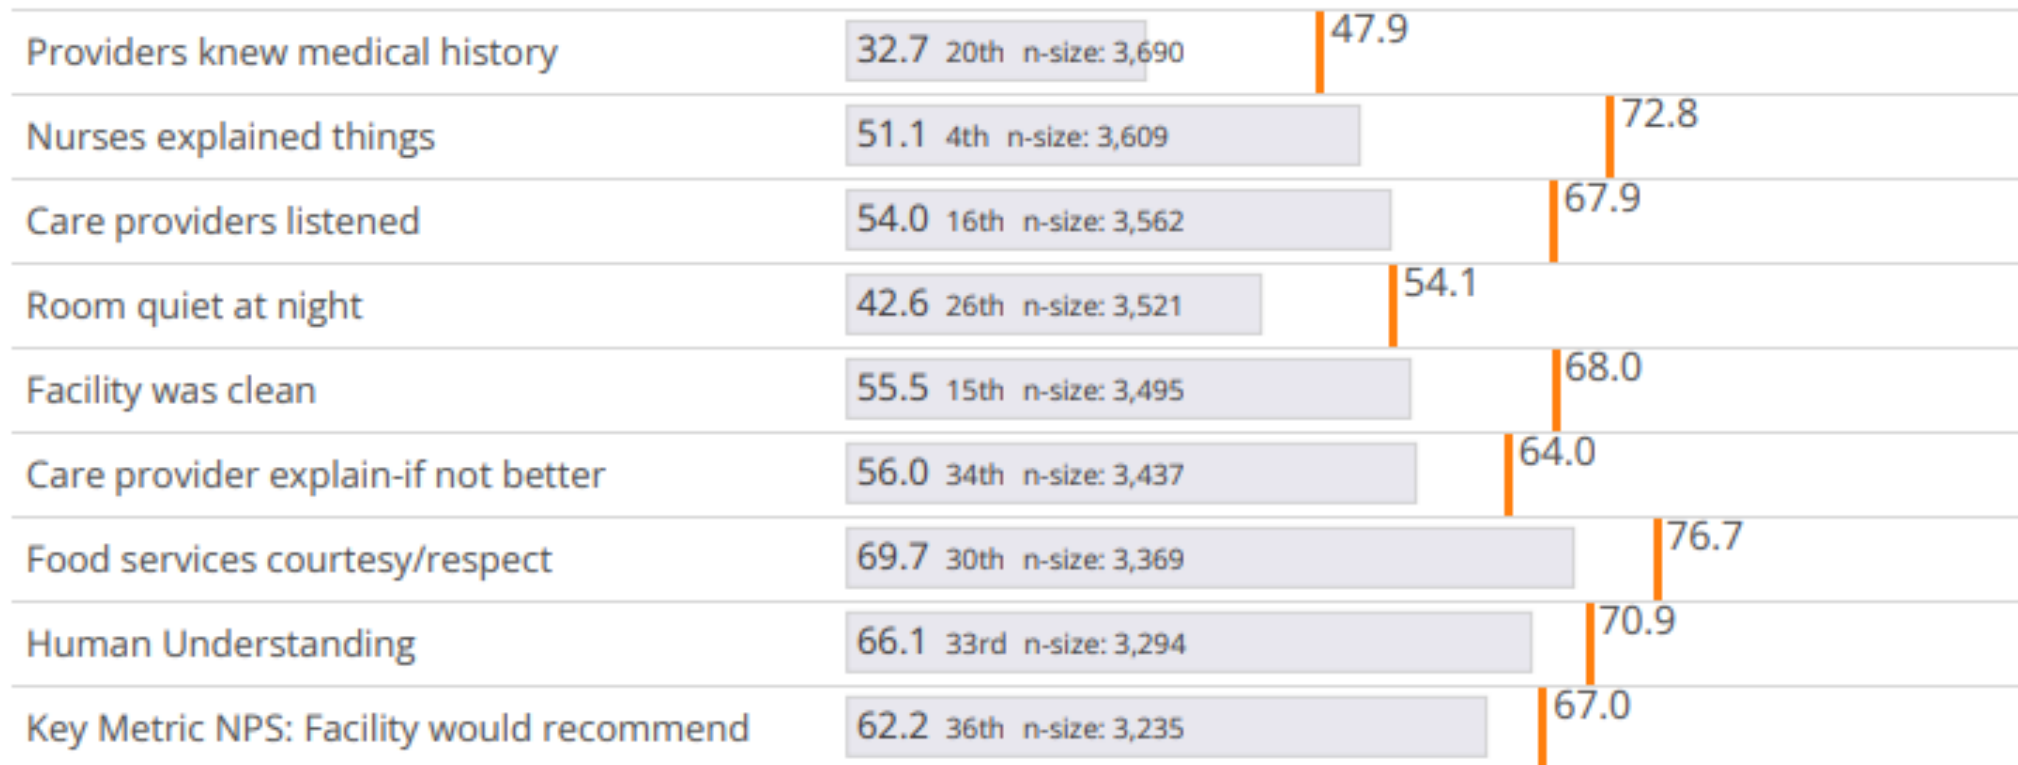 Providers knew medical history 32.7 20th n-size: 3,690 47.9
Nurses explained things 51.1 4th n-size: 3,609 72.8
Care providers listened 54.0 16th n-size: 3,562 67.9
Room quiet at night 42.6 26th n-size: 3,521 54.1
Facility was clean 55.5 15th n-size: 3,495 68.0
Care provider explain-if not better 56.0 34th n-size: 3,437 64.0
Food services courtesy/respect 69.7 30th n-size: 3,369 76.7
Human Understanding 66.1 33rd n-size: 3,294 70.9
Key Metric NPS: Facility would recommend 62.2 36th n-size: 3,235 67.0